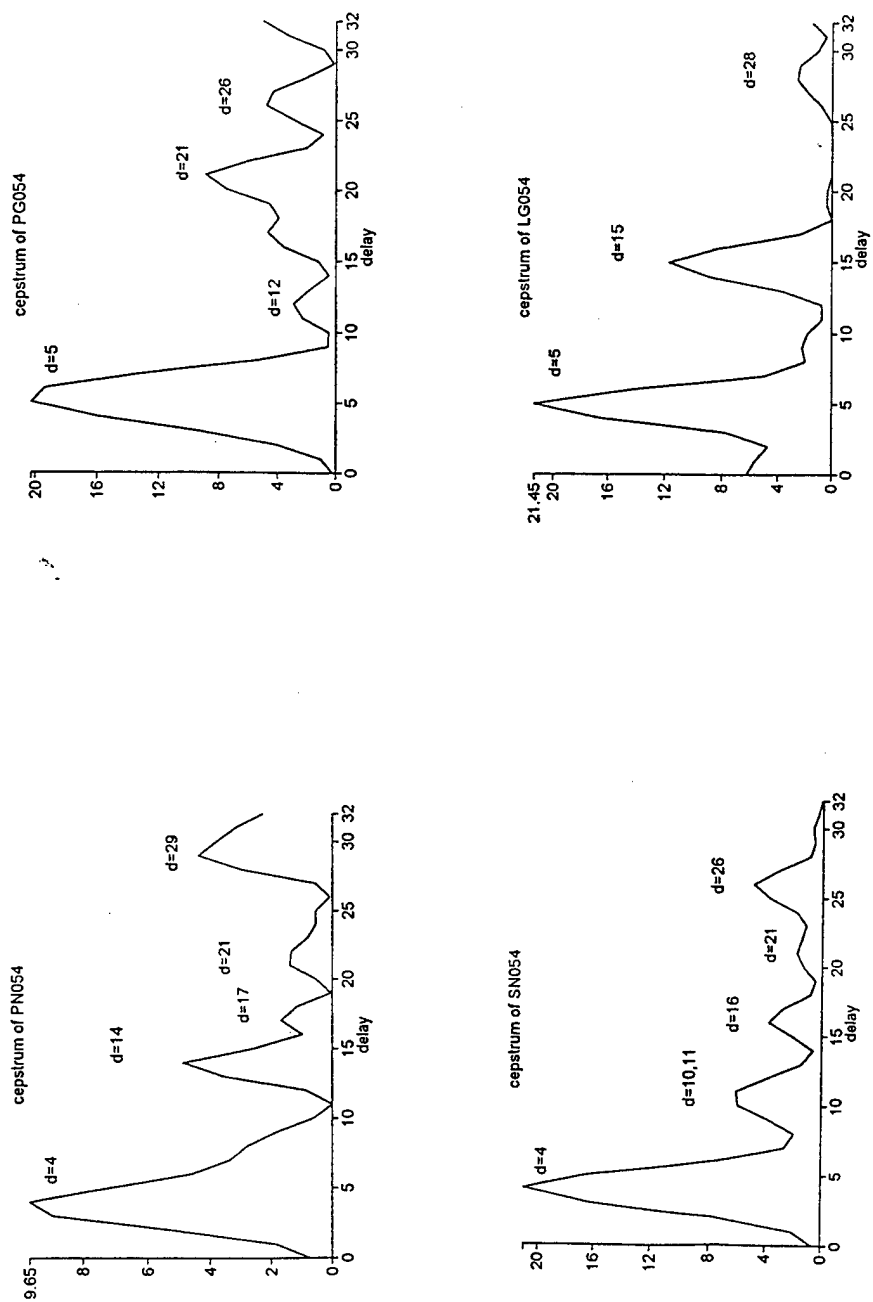 cepstrum of PN054
9.65
8
6
4
2
0
d=4
d=14
d=17
d=21
d=29
0 5 10 15 20 25 30 32
delay
cepstrum of PG054
20
16
12
8
4
0
d=5
d=12
d=21
d=26
0 5 10 15 20 25 30 32
delay
cepstrum of SN054
20
16
12
8
4
0
d=4
d=10,11
d=16
d=21
d=26
0 5 10 15 20 25 30 32
delay
cepstrum of LG054
21.45
20
16
12
8
4
0
d=5
d=15
d=28
0 5 10 15 20 25 30 32
delay